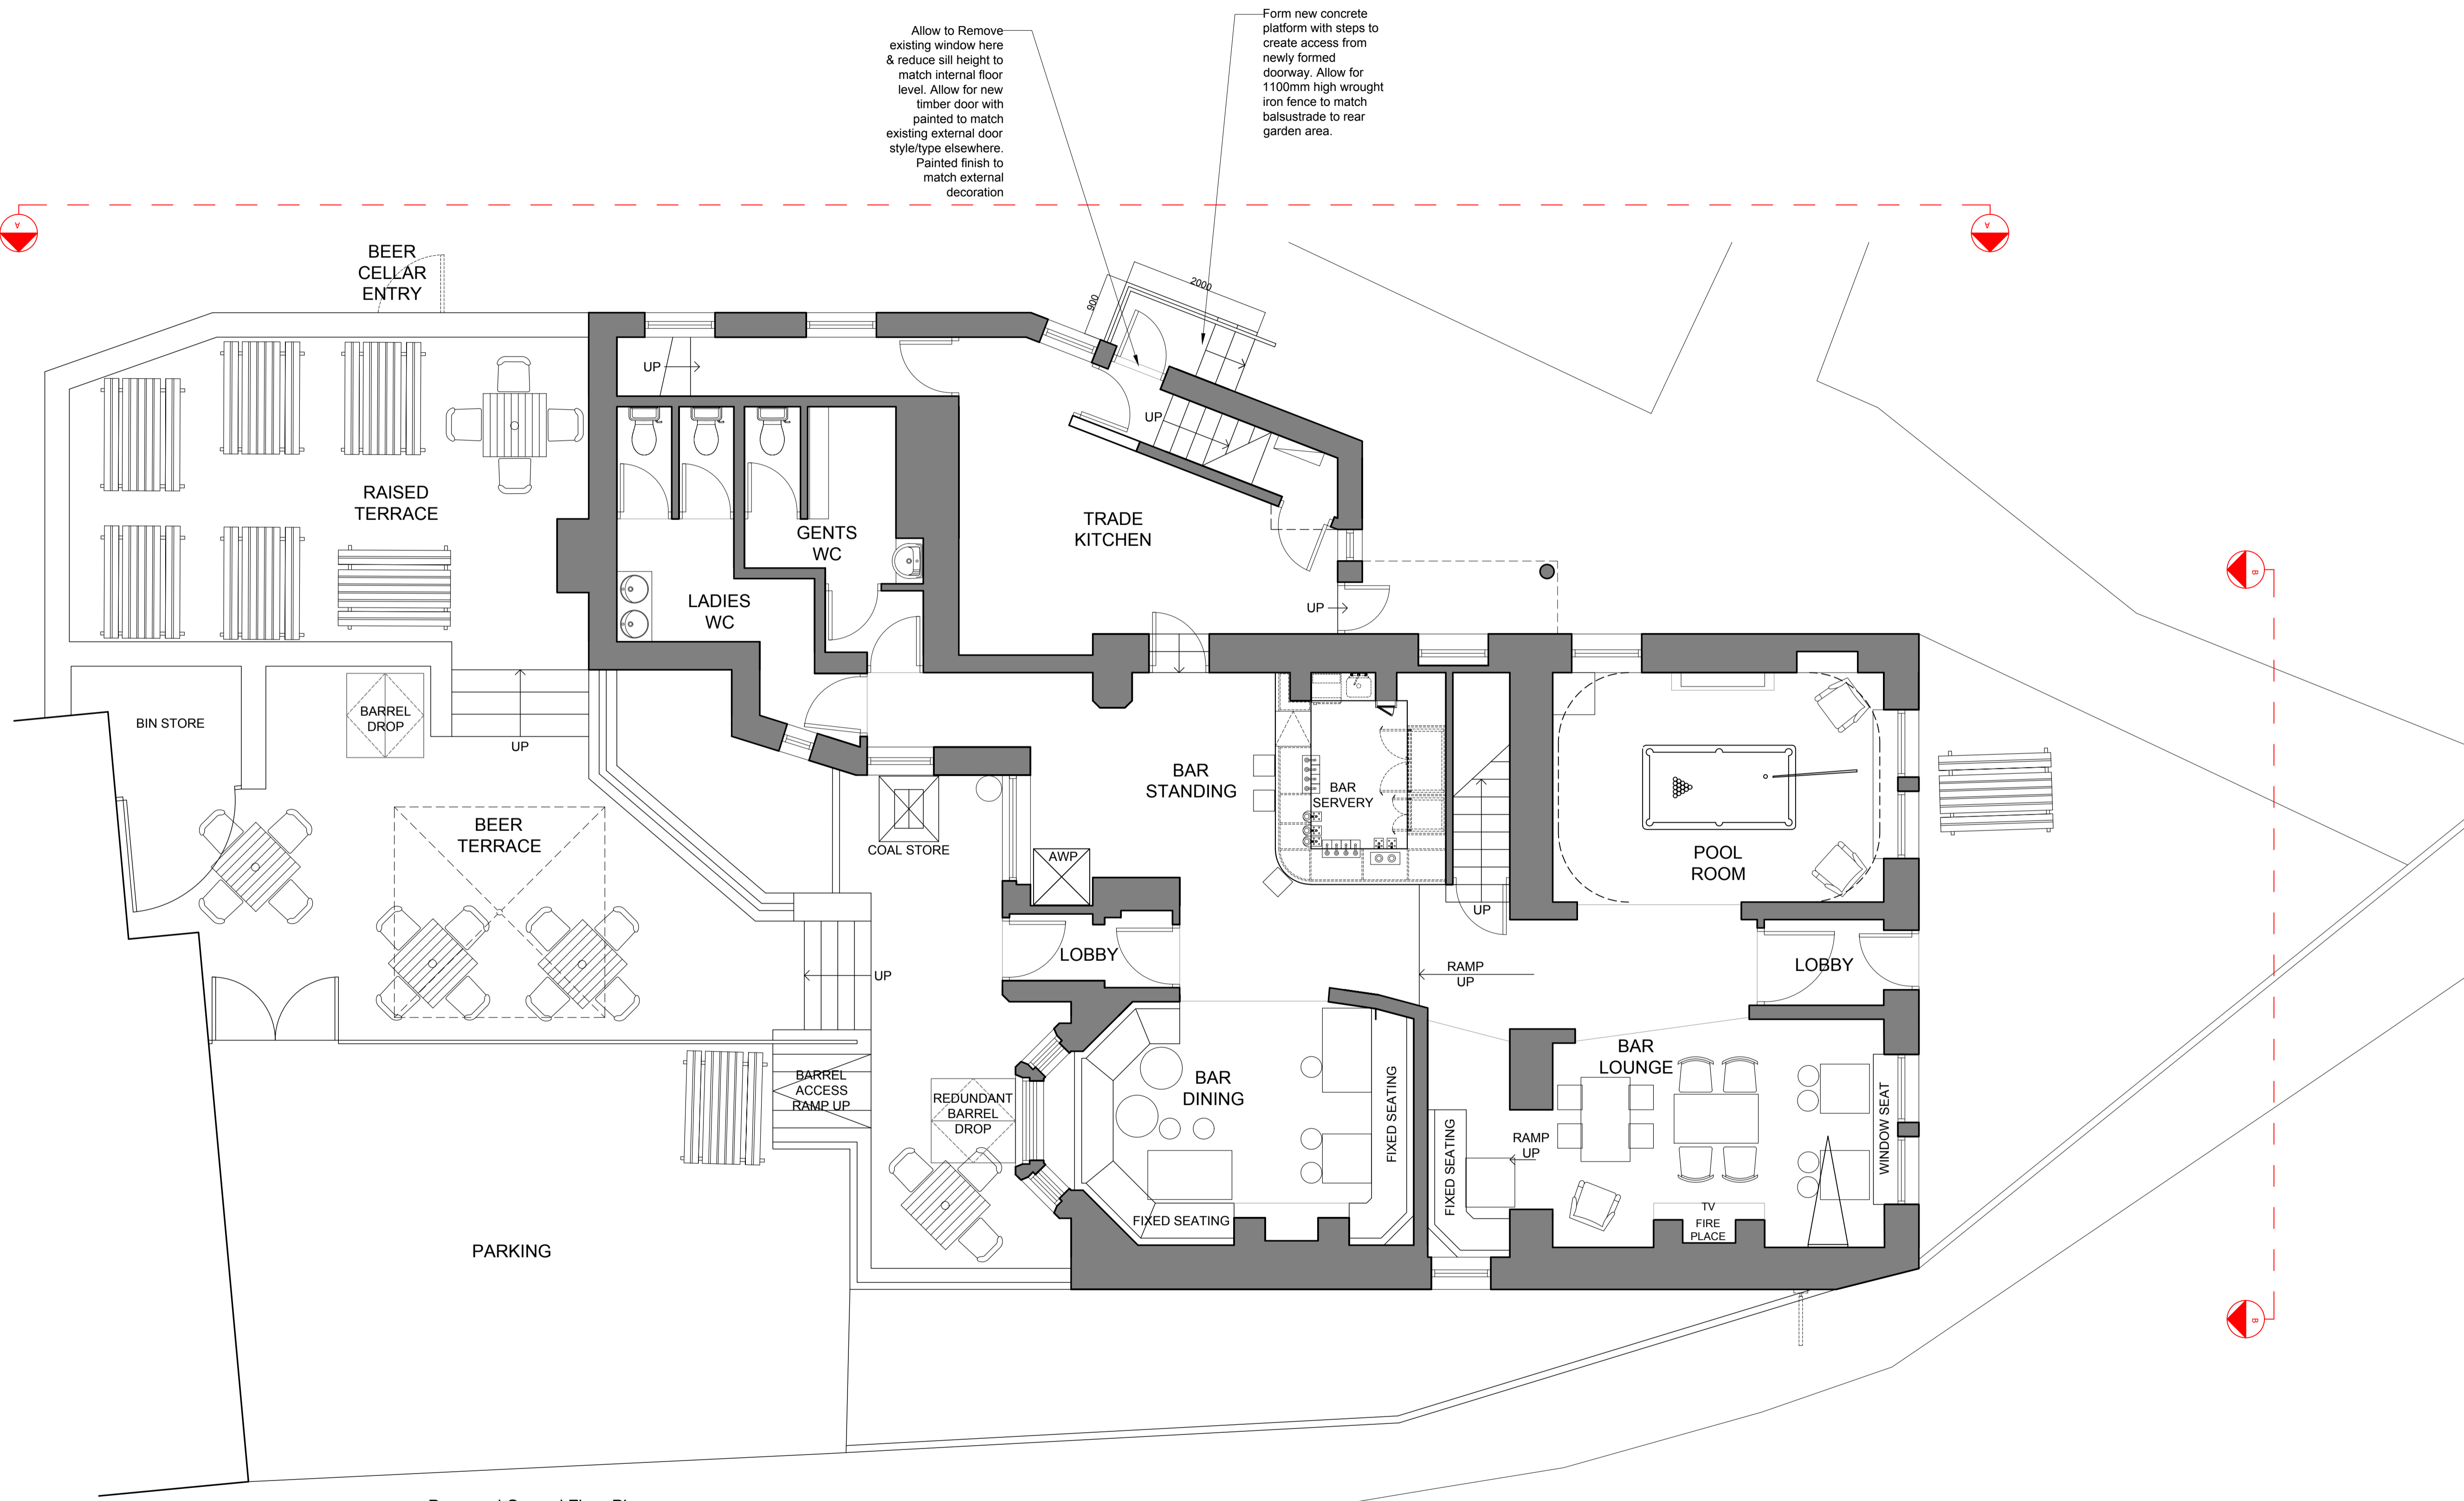 Allow to Remove
existing window here
& reduce sill height to
match internal floor
level. Allow for new
timber door with
painted to match
existing external door
style/type elsewhere.
Painted finish to
match external
decoration
Form new concrete
platform with steps to
create access from
newly formed
doorway. Allow for
1100mm high wrought
iron fence to match
balsustrade to rear
garden area.
A
A
BEER
CELLAR
ENTRY
900
2000
UP
UP
RAISED
TERRACE
GENTS
WC
TRADE
KITCHEN
LADIES
WC
UP
B
BIN STORE
BARREL
DROP
UP
BAR
STANDING
BAR
SERVERY
BEER
TERRACE
COAL STORE
AWP
POOL
ROOM
UP
LOBBY
UP
RAMP
UP
LOBBY
BARREL
ACCESS
RAMP UP
REDUNDANT
BARREL
DROP
BAR
DINING
FIXED SEATING
FIXED SEATING
FIXED SEATING
RAMP
UP
BAR
LOUNGE
WINDOW SEAT
TV
FIRE
PLACE
PARKING
B